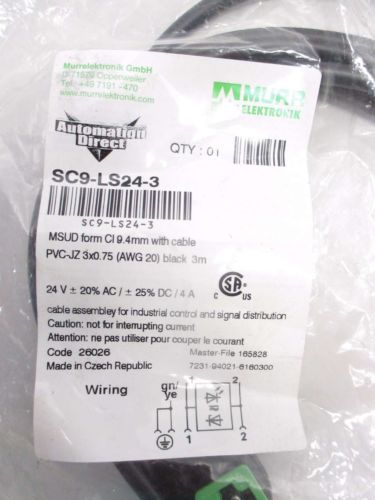 Murrelektronik GmbH
D-71570 Oppenweiler
Tel.: +49 7191 -470
www.murrelektronik.com
MURR
ELEKTRONIK
Automation
Direct
QTY : 01
SC9-LS24-3
SC9-LS24-3
MSUD form CI 9.4mm with cable
PVC-JZ 3x0.75 (AWG 20) black 3m
24 V ± 20% AC / ± 25% DC / 4 A
C US
cable assembley for industrial control and signal distribution
Caution: not for interrupting current
Attention: ne pas utiliser pour couper le courant
Code 26026 Master-File 165828
Made in Czech Republic 7231-94021-6160300
Wiring
gn/
ye
1 2
1 2